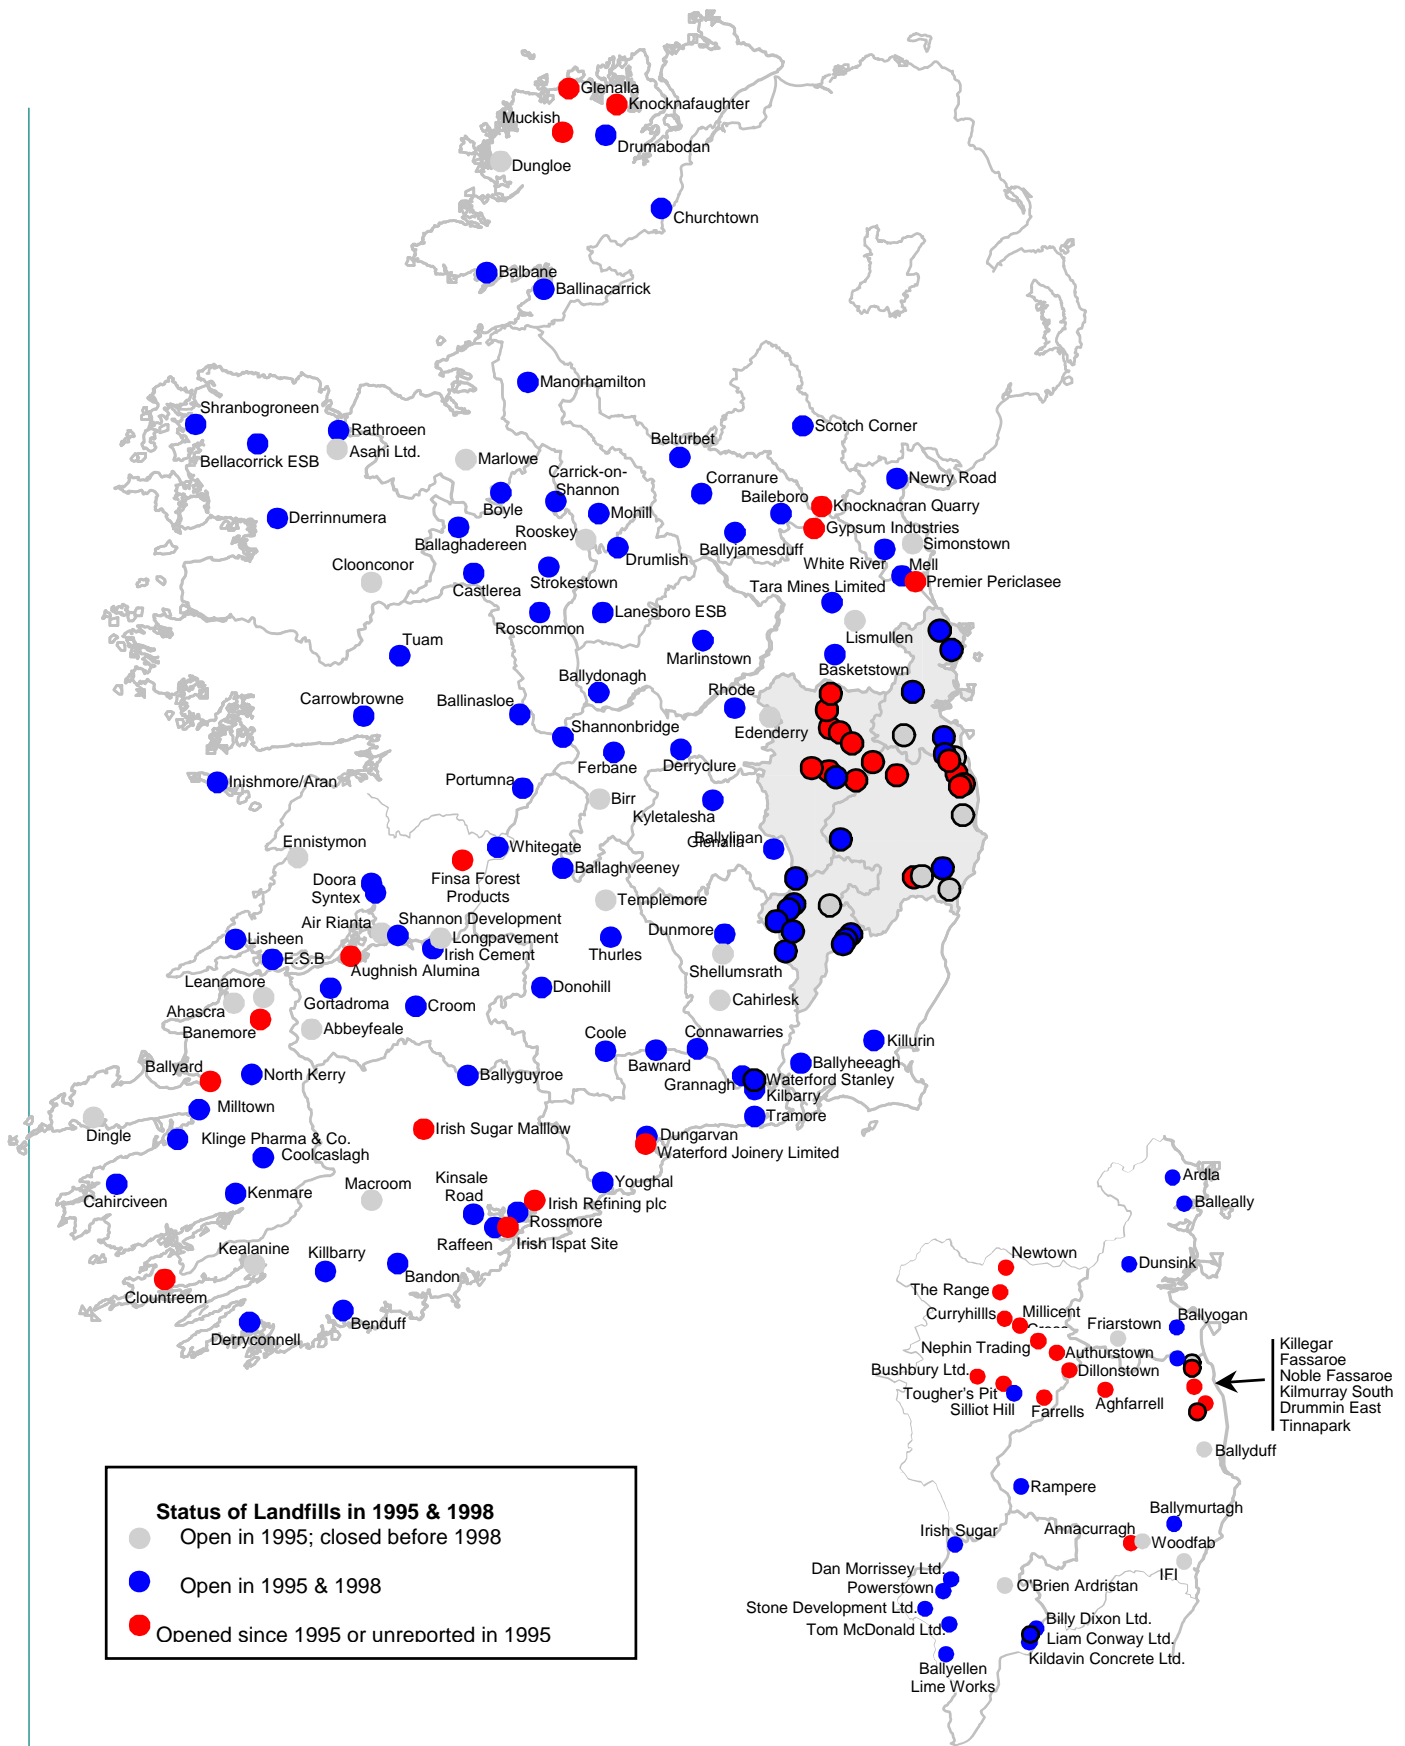 Glenalla
Knocknafaughter
Muckish
Drumabodan
Dungloe
Churchtown
Balbane
Ballinacarrick
Manorhamilton
Shranbogroneen
Rathroeen
Asahi Ltd.
Bellacorrick ESB
Marlowe
Belturbet
Scotch Corner
Carrick-on-
Shannon
Corranure
Newry Road
Baileboro
Knocknacran Quarry
Boyle
Mohill
Derrinnumera
Gypsum Industries
Rooskey
Ballaghadereen
Drumlish
Ballyjamesduff
Simonstown
White River
Mell
Cloonconor
Castlerea
Strokestown
Tara Mines Limited
Premier Periclasee
Lanesboro ESB
Roscommon
Lismullen
Tuam
Marlinstown
Basketstown
Ballydonagh
Rhode
Carrowbrowne
Ballinasloe
Shannonbridge
Edenderry
Ferbane
Derryclure
Inishmore/Aran
Portumna
Birr
Kyletalesha
Ennistymon
Whitegate
Ballylinan
Glenalla
Ballaghveeney
Finsa Forest
Products
Doora
Syntex
Templemore
Air Rianta
Shannon Development
Longpavement
Irish Cement
Dunmore
Lisheen
E.S.B
Aughnish Alumina
Thurles
Shellumsrath
Leanamore
Gortadroma
Croom
Donohill
Cahirlesk
Ahascra
Banemore
Abbeyfeale
Coole
Connawarries
Killurin
Bawnard
Ballyheeagh
Ballyard
North Kerry
Ballyguyroe
Grannagh
Waterford Stanley
Kilbarry
Milltown
Tramore
Dingle
Klinge Pharma & Co.
Irish Sugar Malllow
Dungarvan
Coolcaslagh
Waterford Joinery Limited
Cahirciveen
Kenmare
Macroom
Kinsale
Road
Youghal
Irish Refining plc
Rossmore
Raffeen
Irish Ispat Site
Kealanine
Killbarry
Bandon
Clountreem
Benduff
Derryconnell
Ardla
Balleally
Newtown
Dunsink
The Range
Curryhillls
Millicent
Friarstown
Ballyogan
Nephin Trading
Authurstown
Bushbury Ltd.
Dillonstown
Tougher's Pit
Silliot Hill
Farrells
Aghfarrell
Killegar
Fassaroe
Noble Fassaroe
Kilmurray South
Drummin East
Tinnapark
Ballyduff
Rampere
Ballymurtagh
Irish Sugar
Annacurragh
Woodfab
IFI
Dan Morrissey Ltd.
Powerstown
O'Brien Ardristan
Stone Development Ltd.
Tom McDonald Ltd.
Billy Dixon Ltd.
Liam Conway Ltd.
Kildavin Concrete Ltd.
Ballyellen
Lime Works
Status of Landfills in 1995 & 1998
Open in 1995; closed before 1998
Open in 1995 & 1998
Opened since 1995 or unreported in 1995